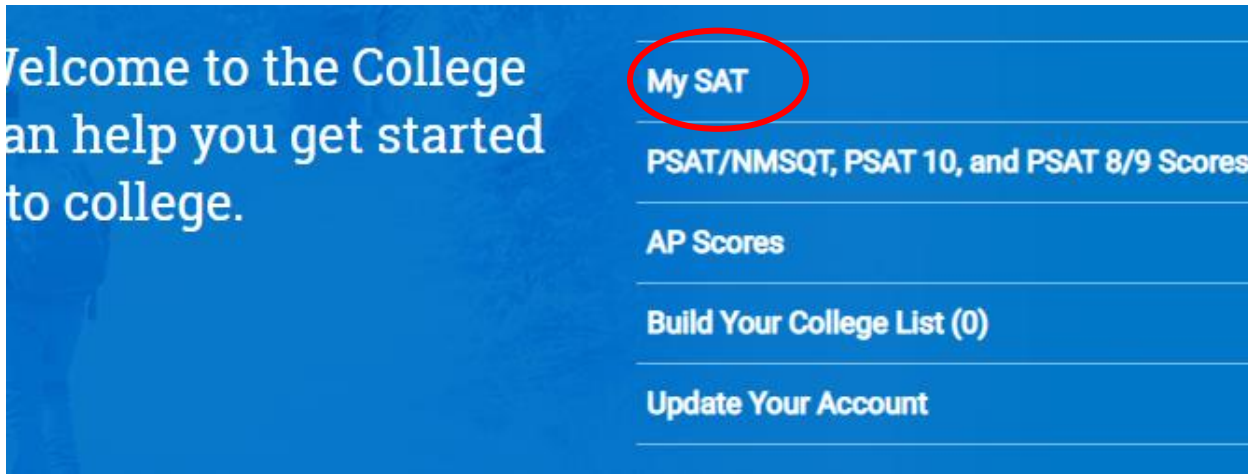 Welcome to the College
an help you get started
to college.
My SAT
PSAT/NMSQT, PSAT 10, and PSAT 8/9 Scores
AP Scores
Build Your College List (0)
Update Your Account